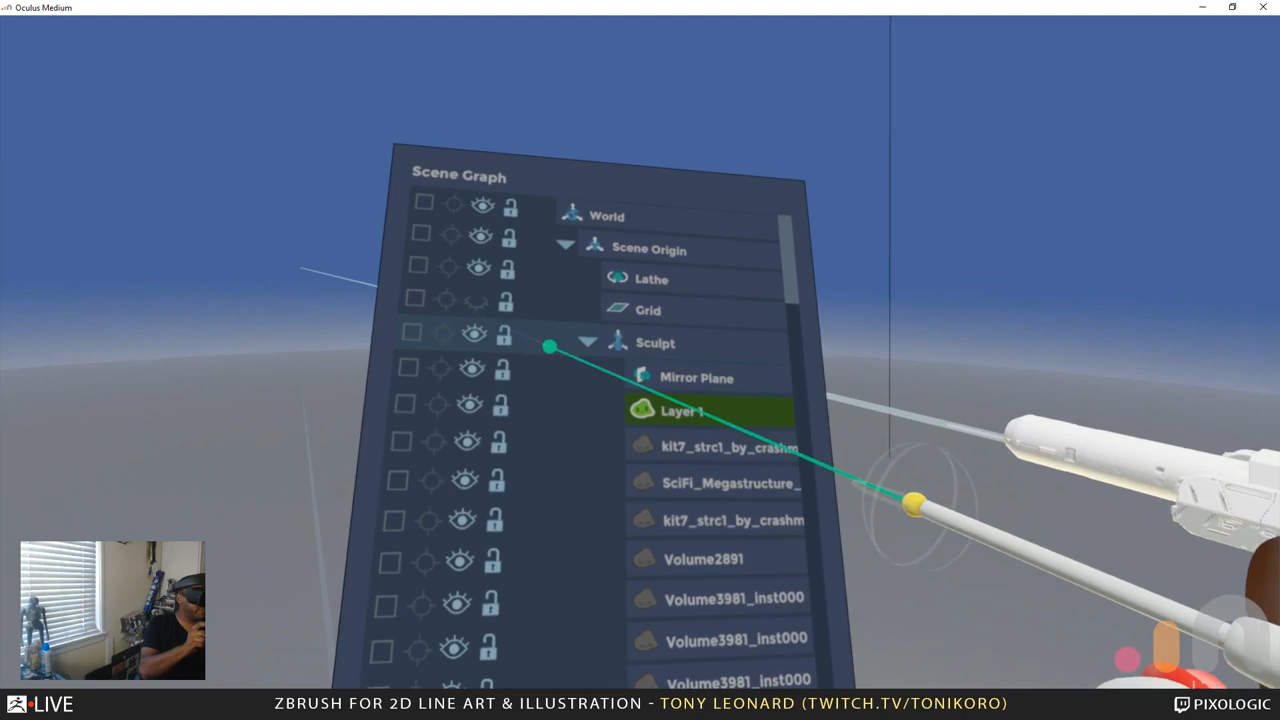 Oculus Medium
Scene Graph
World
Scene Origin
Lathe
Grid
Sculpt
Mirror Plane
Layer 1
kit7_strc1_by_crashm
SciFi_Megastructure_
kit7_strc1_by_crashm
Volume2891
Volume3981_inst000
Volume3981_inst000
Volume3981_inst000
LIVE
ZBRUSH FOR 2D LINE ART & ILLUSTRATION - TONY LEONARD (TWITCH.TV/TONIKORO)
PIXOLOGIC